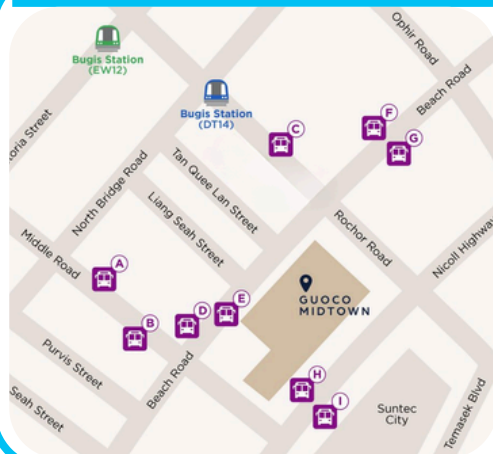 Bugis Station
(EW12)
Bugis Station
(DT14)
Ophir Road
Beach Road
oria Street
North Bridge Road
Tan Quee Lan Street
Liang Seah Street
Middle Road
Rochor Road
Nicoll Highway
C
F
G
A
B
D
E
GUOCO
MIDTOWN
Purvis Street
Beach Road
H
I
Seah Street
Suntec
City
Temasek Blvd